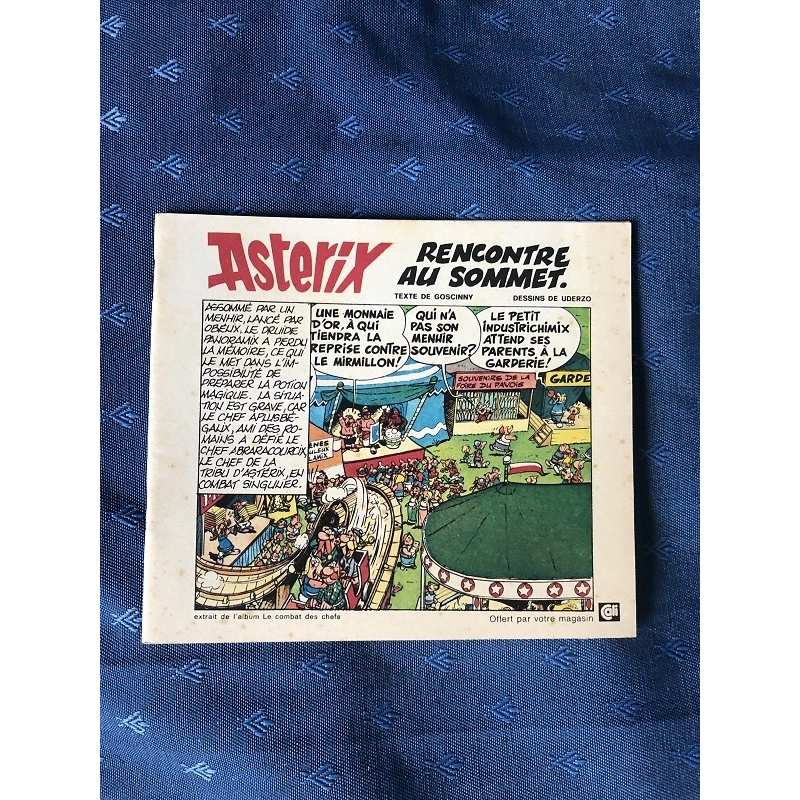 Asterix
RENCONTRE
AU SOMMET.
TEXTE DE GOSCINNY
DESSINS DE UDERZO
ASSOMMÉ PAR UN
MENHIR, LANCÉ PAR
OBÉLIX, LE DRUIDE
PANORAMIX A PERDU
LA MÉMOIRE, CE QUI
LE MET DANS L'IM-
POSSIBILITÉ DE
PRÉPARER LA POTION
MAGIQUE. LA SITUA-
TION EST GRAVE, CAR
LE CHEF APLUSBÉ-
GALIX, AMI DES RO-
MAINS A DÉFIÉ LE
CHEF ABRARACOURCIX,
LE CHEF DE LA
TRIBU D'ASTÉRIX, EN
COMBAT SINGULIER.
UNE MONNAIE
D'OR, À QUI
TIENDRA LA
REPRISE CONTRE
LE MIRMILLON!
QUI N'A
PAS SON
MENHIR
SOUVENIR?
LE PETIT
INDUSTRICHIMIX
ATTEND SES
PARENTS À LA
GARDERIE!
SOUVENIRS DE LA
FOIRE DU PAVOIS
GARDE
extrait de l'album Le combat des chefs
Offert par votre magasin